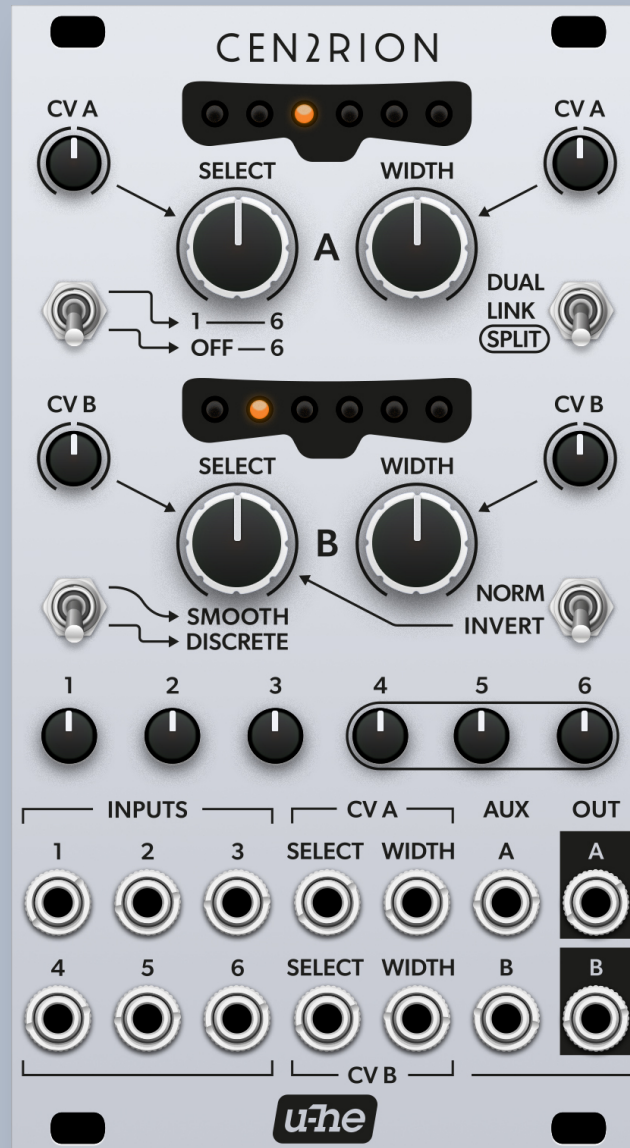 CEN2RION
CV A
CV A
SELECT
WIDTH
A
DUAL
LINK
SPLIT
1 6
OFF 6
CV B
CV B
SELECT
WIDTH
B
NORM
INVERT
SMOOTH
DISCRETE
1 2 3 4 5 6
INPUTS CV A AUX OUT
1 2 3 SELECT WIDTH A A
4 5 6 SELECT WIDTH B B
CV B
u-he